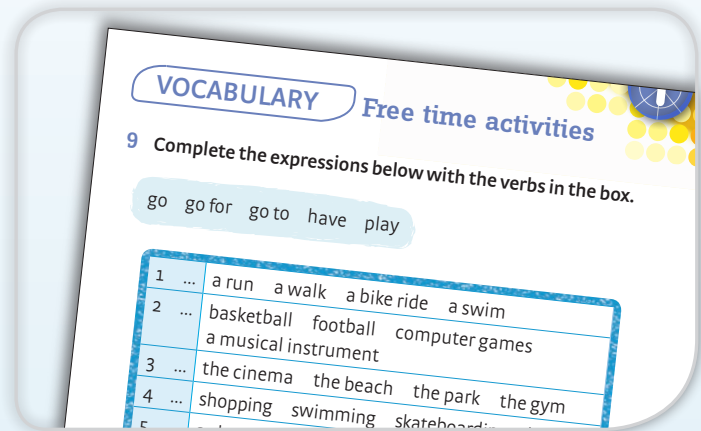 VOCABULARY Free time activities
9 Complete the expressions below with the verbs in the box.
go go for go to have play
1 ... a run a walk a bike ride a swim
2 ... basketball football computer games
a musical instrument
3 ... the cinema the beach the park the gym
4 ... shopping swimming
5